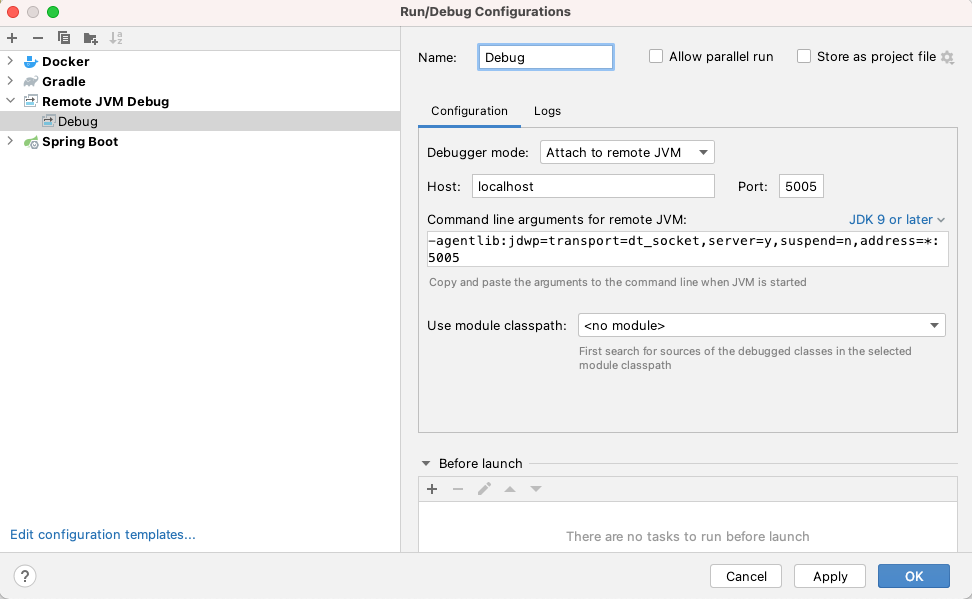 Run/Debug Configurations
Docker
Gradle
Remote JVM Debug
Debug
Spring Boot
Edit configuration templates...
Name: Debug Allow parallel run Store as project file
Configuration Logs
Debugger mode: Attach to remote JVM
Host: localhost Port: 5005
Command line arguments for remote JVM: JDK 9 or later
-agentlib:jdwp=transport=dt_socket,server=y,suspend=n,address=*:
5005
Copy and paste the arguments to the command line when JVM is started
Use module classpath: <no module>
First search for sources of the debugged classes in the selected
module classpath
Before launch
There are no tasks to run before launch
? Cancel Apply OK